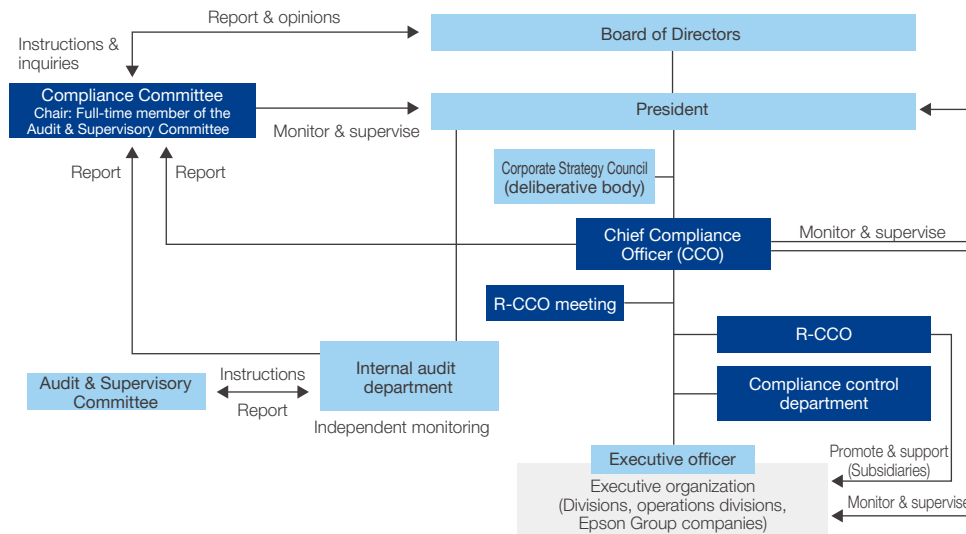 Report & opinions
Board of Directors
Instructions &
inquiries
Compliance Committee
Chair: Full-time member of the
Audit & Supervisory Committee
Monitor & supervise
President
Report
Report
Corporate Strategy Council
(deliberative body)
Chief Compliance
Officer (CCO)
Monitor & supervise
R-CCO meeting
R-CCO
Internal audit
department
Independent monitoring
Audit & Supervisory
Committee
Instructions
Report
Compliance control
department
Executive officer
Executive organization
(Divisions, operations divisions,
Epson Group companies)
Promote & support
(Subsidiaries)
Monitor & supervise